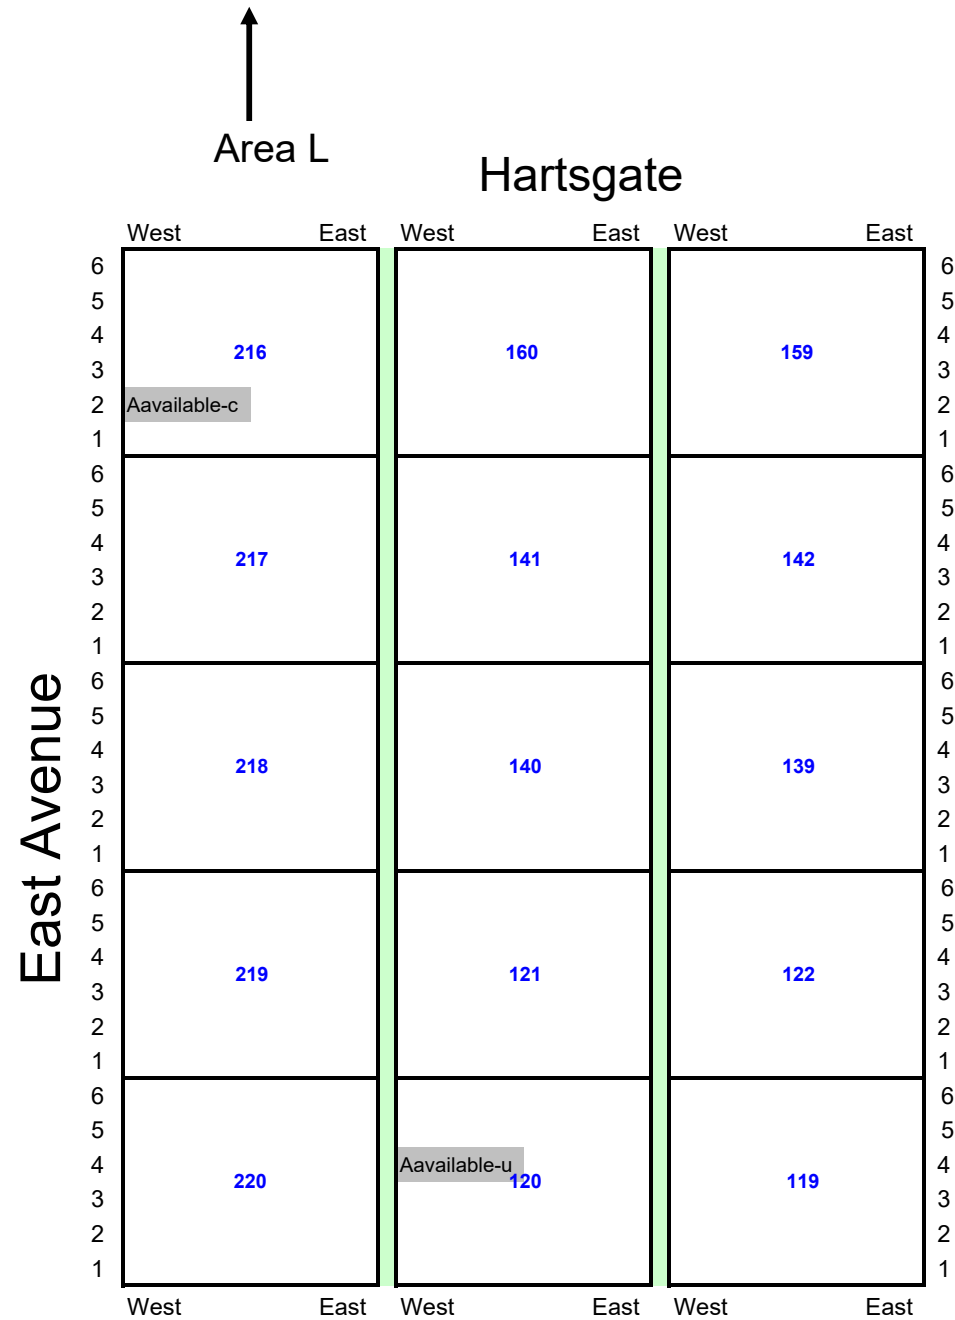 Area L
Hartsgate
West East West East West East
6 6
5 5
4 4
216 160 159
3 3
2 Aavailable-c 2
1 1
6 6
5 5
4 4
217 141 142
3 3
2 2
1 1
6 6
5 5
4 4
218 140 139
3 3
2 2
1 1
East Avenue
6 6
5 5
4 4
219 121 122
3 3
2 2
1 1
6 6
5 5
4 Aavailable-u 4
220 120 119
3 3
2 2
1 1
West East West East West East